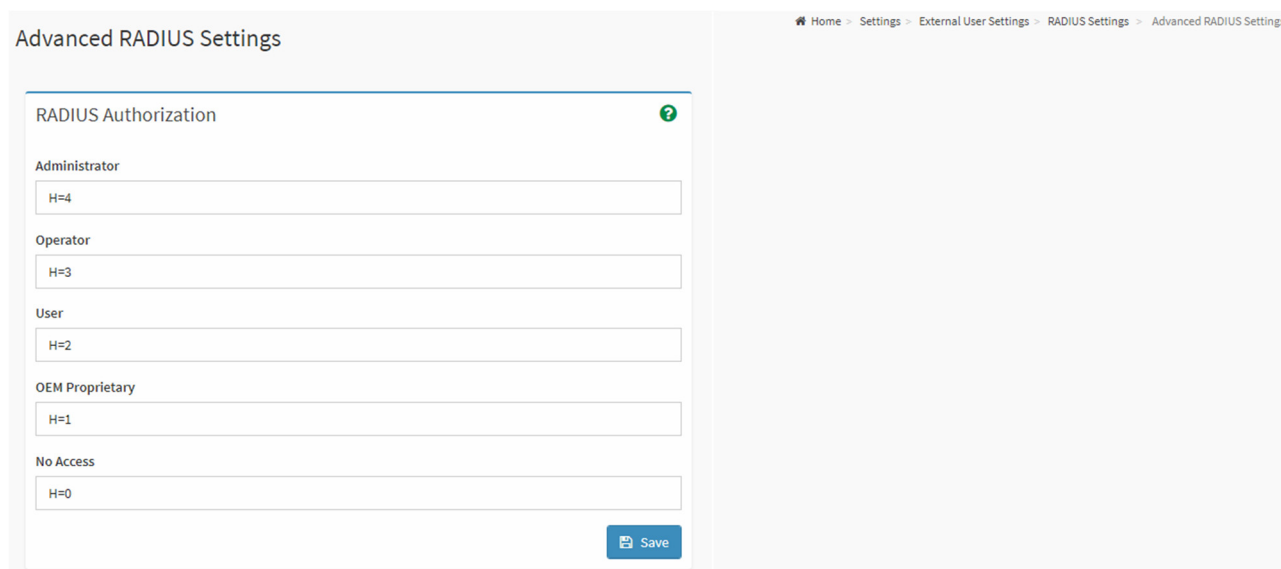 Home > Settings > External User Settings > RADIUS Settings > Advanced RADIUS Setting
Advanced RADIUS Settings
RADIUS Authorization
Administrator
H=4
Operator
H=3
User
H=2
OEM Proprietary
H=1
No Access
H=0
Save